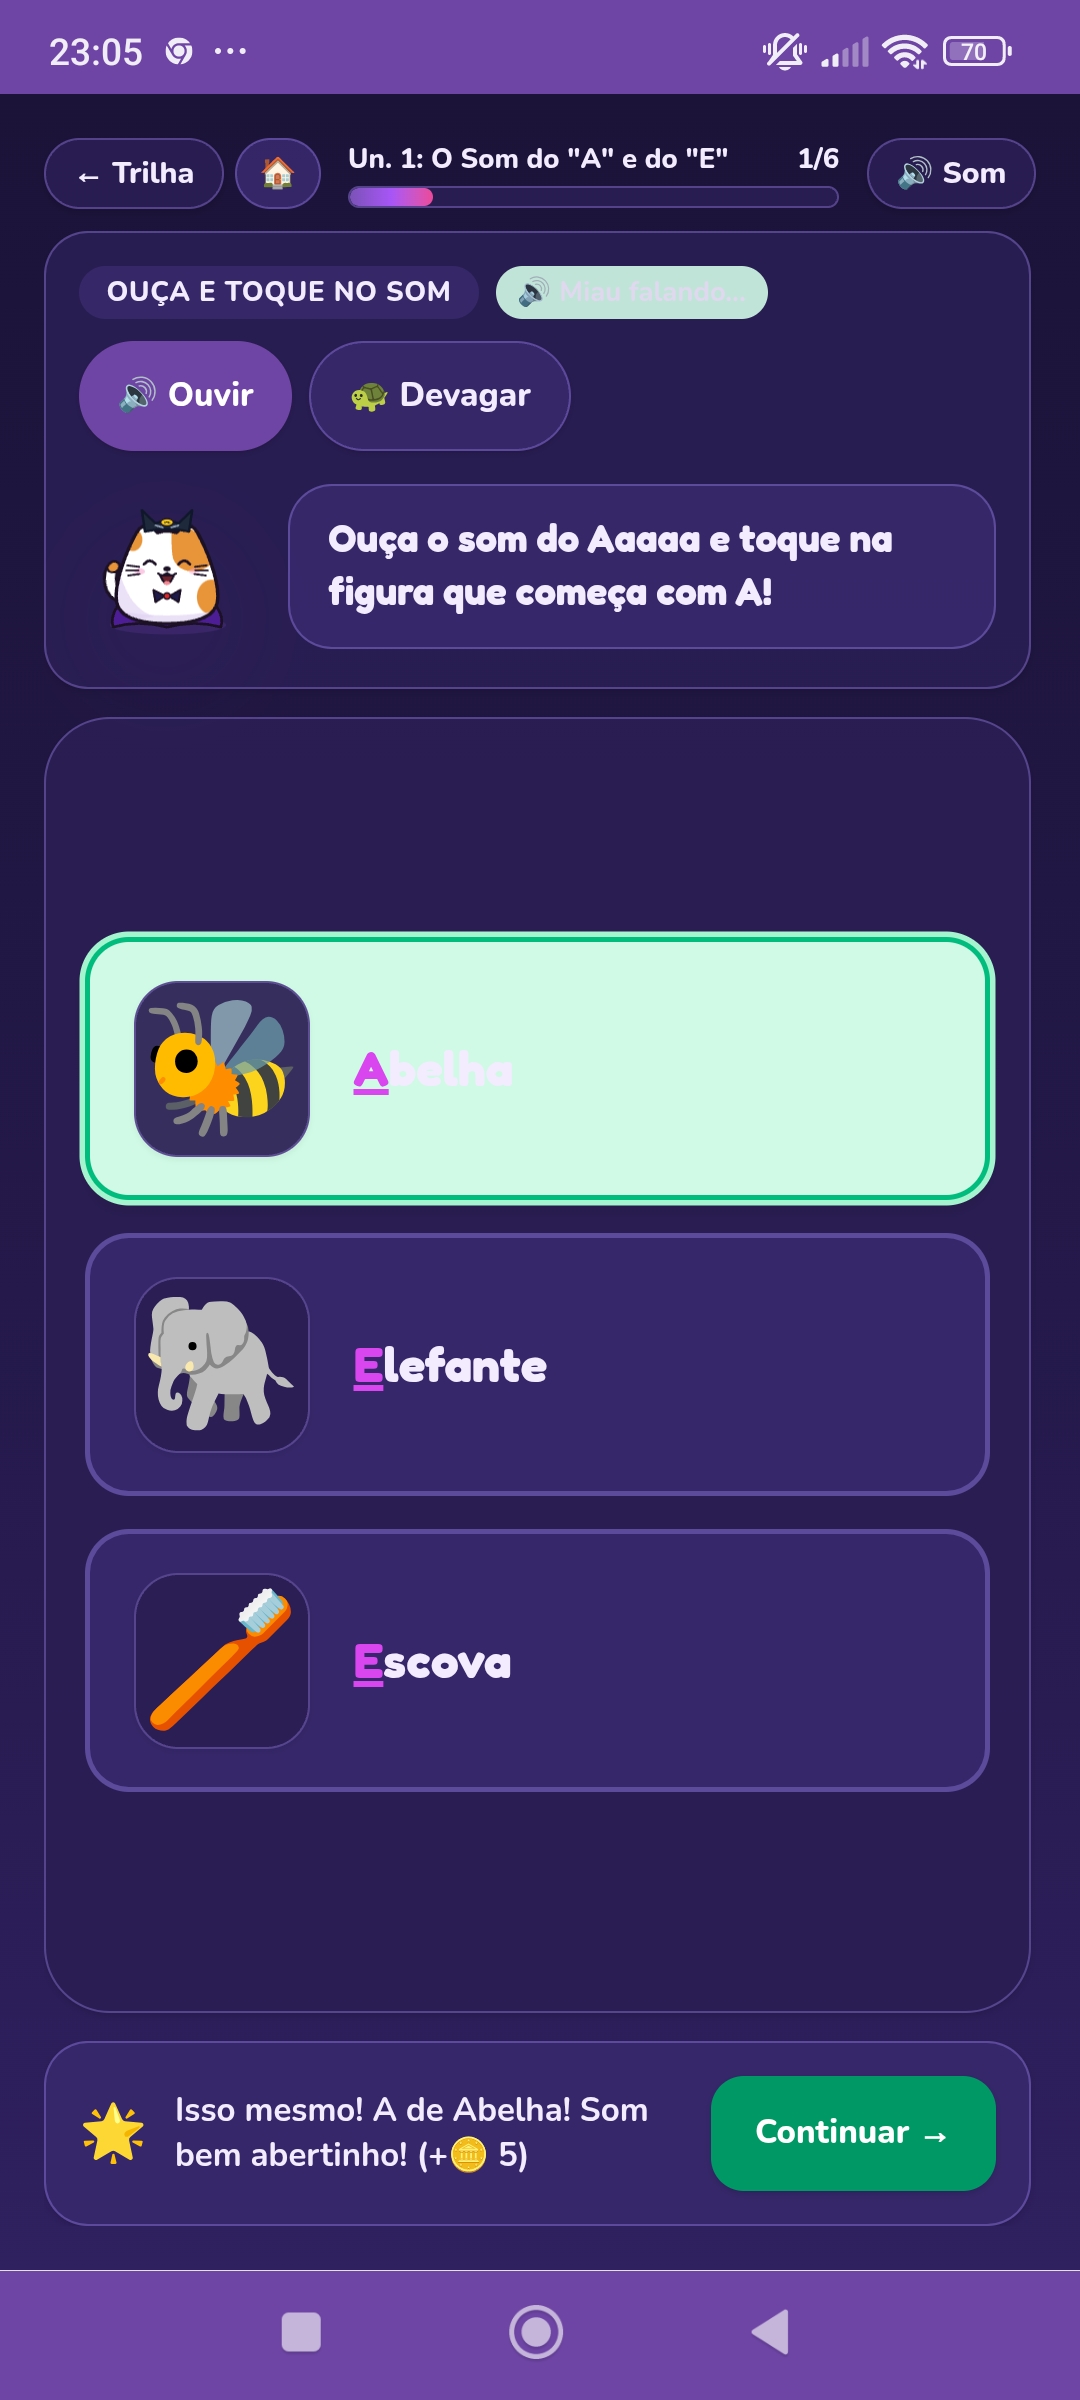 23:05
70
← Trilha
Un. 1: O Som do "A" e do "E"
1/6
Som
OUÇA E TOQUE NO SOM
Miau falando...
Ouvir
Devagar
Ouça o som do Aaaaa e toque na
figura que começa com A!
Abelha
Elefante
Escova
Isso mesmo! A de Abelha! Som
bem abertinho! (+🪙 5)
Continuar →